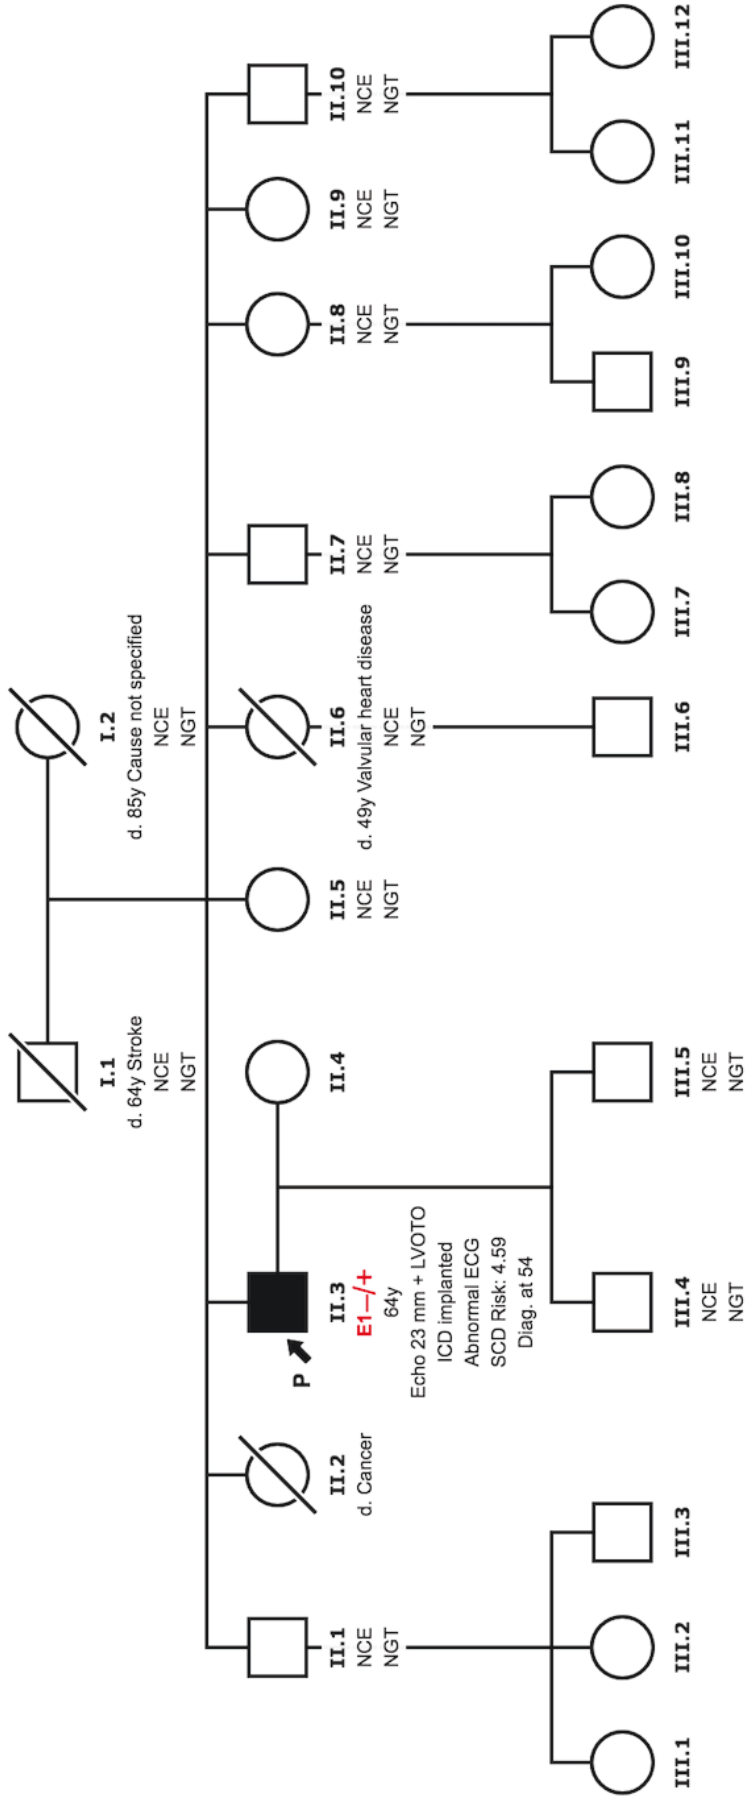 I.1
d. 64y Stroke
NCE
NGT
I.2
d. 85y Cause not specified
NCE
NGT
II.1
NCE
NGT
II.2
d. Cancer
P
II.3
E1–/+
64y
Echo 23 mm + LVOTO
ICD implanted
Abnormal ECG
SCD Risk: 4.59
Diag. at 54
II.4
II.5
NCE
NGT
II.6
d. 49y Valvular heart disease
NCE
NGT
II.7
NCE
NGT
II.8
NCE
NGT
II.9
NCE
NGT
II.10
NCE
NGT
III.1
III.2
III.3
III.4
NCE
NGT
III.5
NCE
NGT
III.6
III.7
III.8
III.9
III.10
III.11
III.12